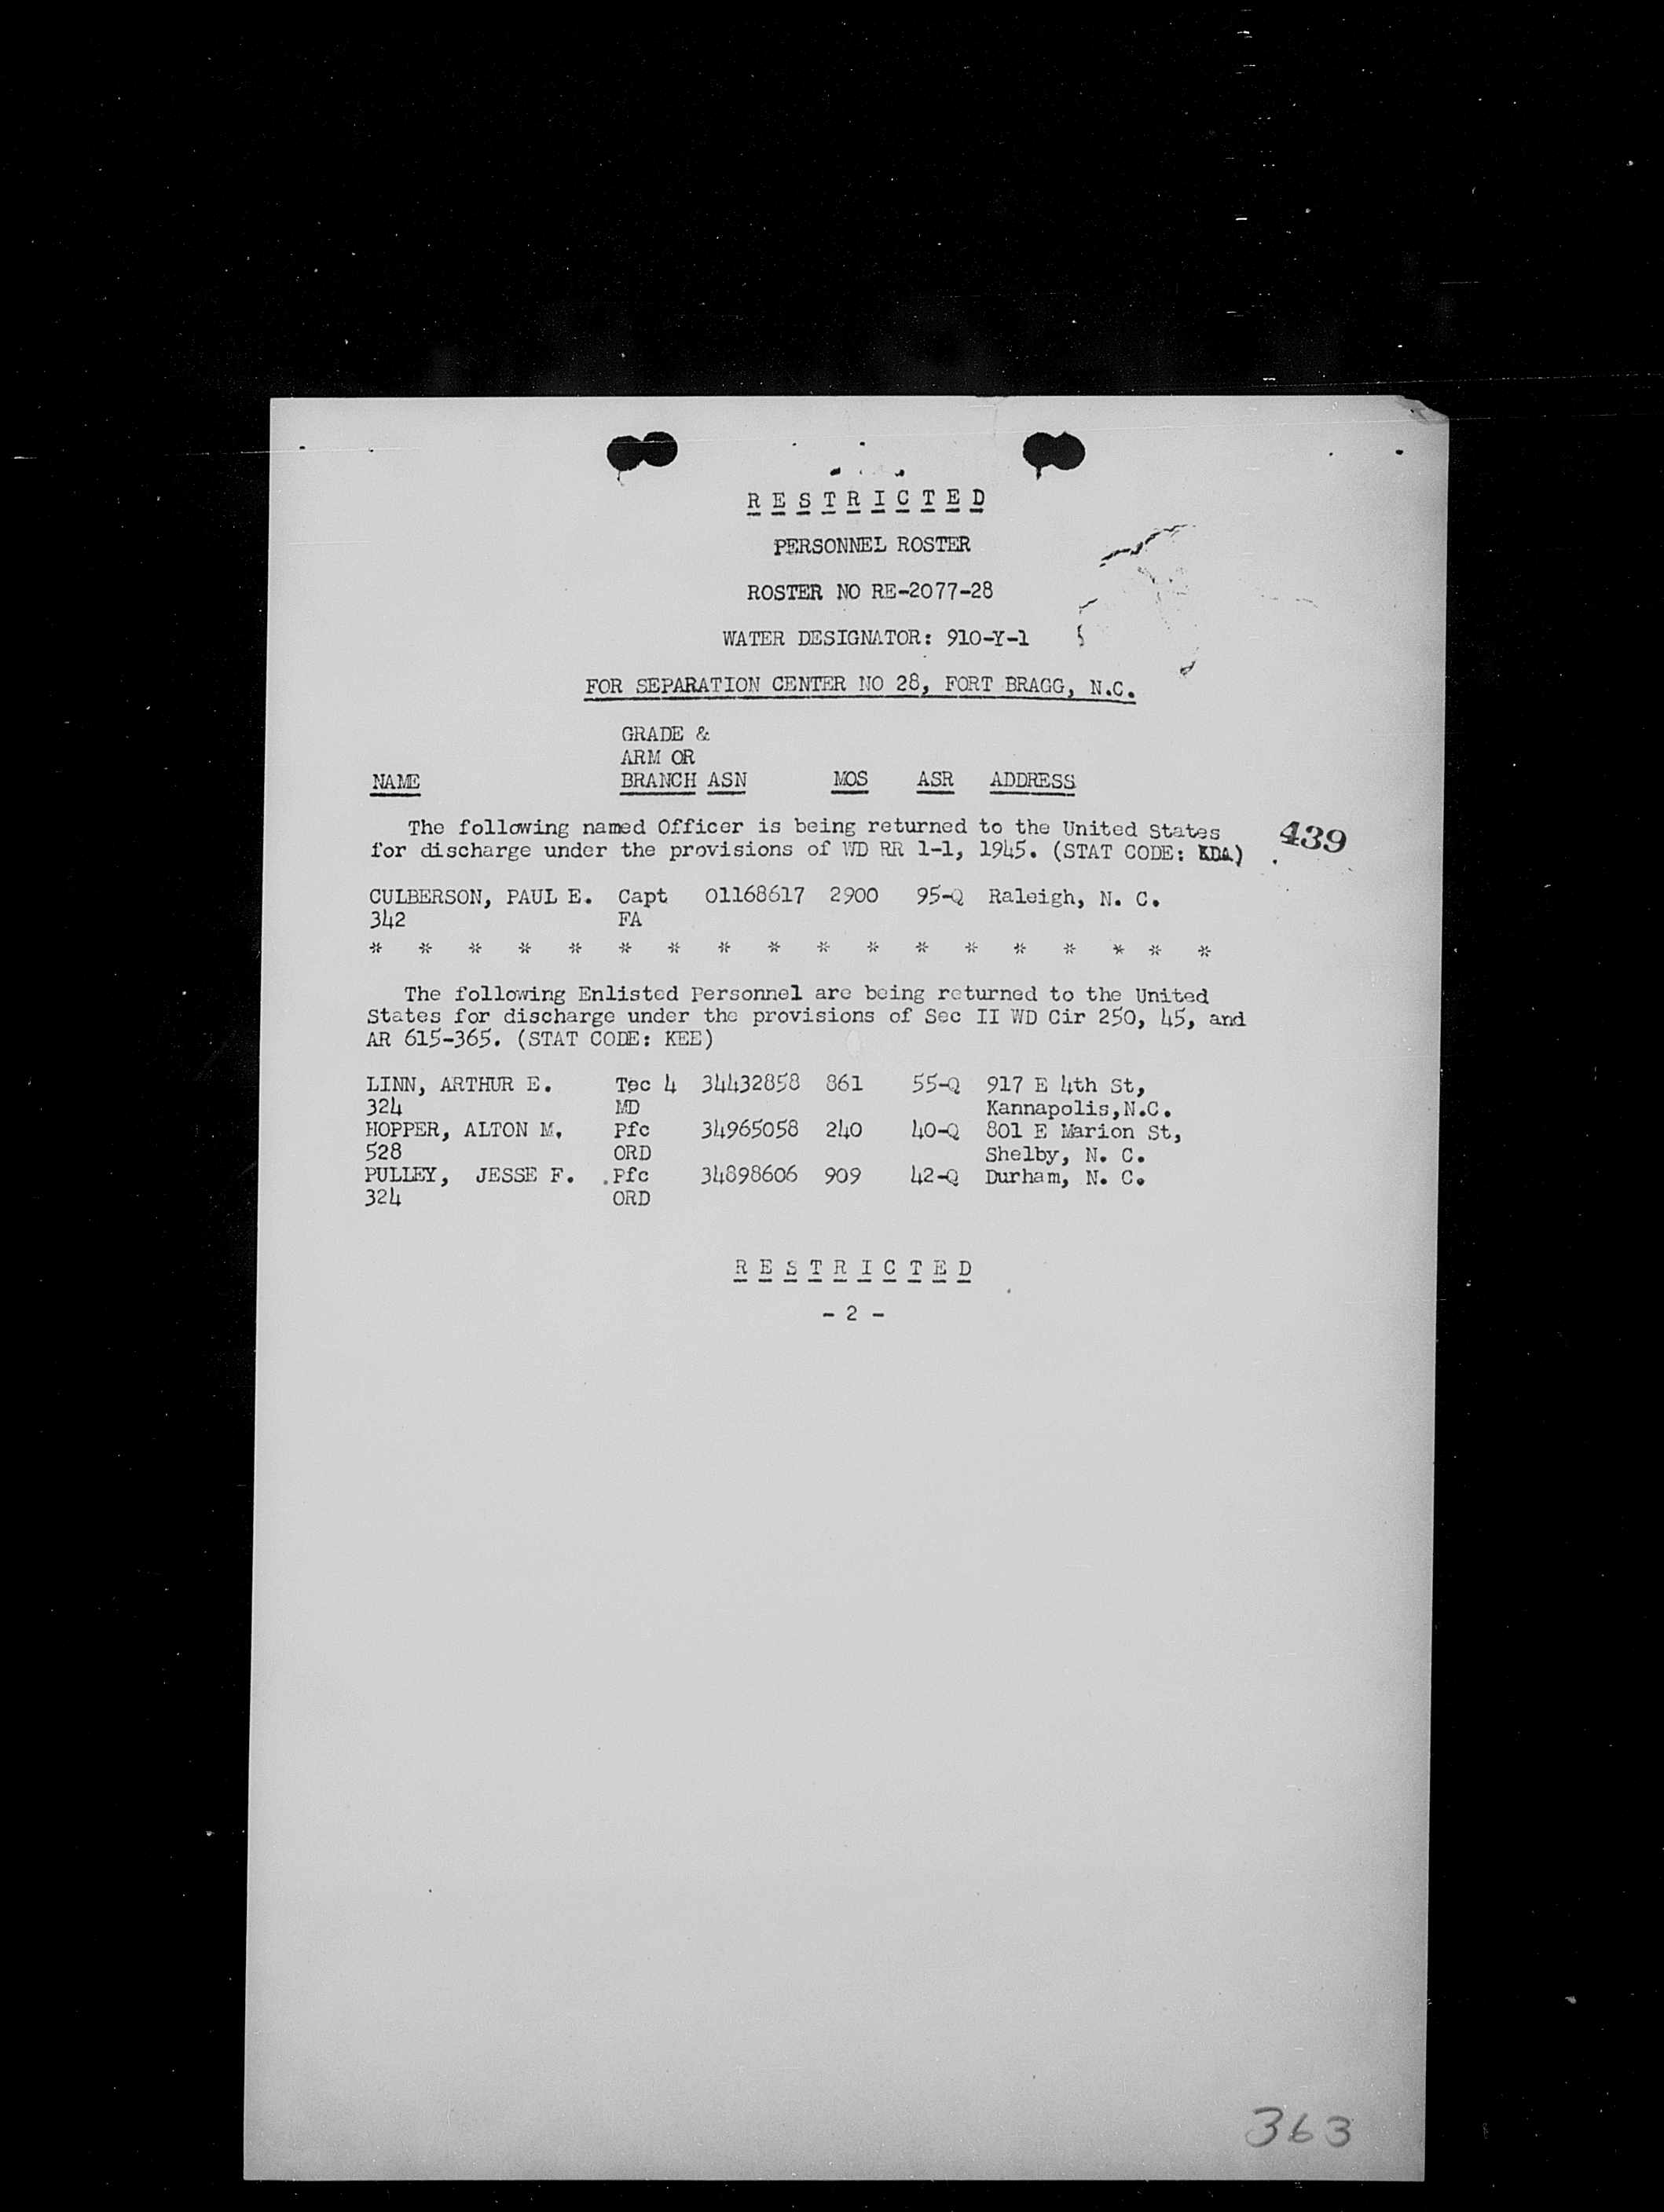 R E S T R I C T E D
PERSONNEL ROSTER
ROSTER NO RE-2077-28
WATER DESIGNATOR: 910-Y-1
FOR SEPARATION CENTER NO 28, FORT BRAGG, N.C.
GRADE &
ARM OR
NAME BRANCH ASN MOS ASR ADDRESS
The following named Officer is being returned to the United States
439
for discharge under the provisions of WD RR 1-1, 1945. (STAT CODE: KDA)
CULBERSON, PAUL E. Capt 01168617 2900 95-Q Raleigh, N. C.
342 FA
* * * * * * * * * * * * * * * * * *
The following Enlisted Personnel are being returned to the United
States for discharge under the provisions of Sec II WD Cir 250, 45, and
AR 615-365. (STAT CODE: KEE)
LINN, ARTHUR E. Tec 4 34432858 861 55-Q 917 E 4th St,
324 MD Kannapolis,N.C.
HOPPER, ALTON M. Pfc 34965058 240 40-Q 801 E Marion St,
528 ORD Shelby, N. C.
PULLEY, JESSE F. Pfc 34898606 909 42-Q Durham, N. C.
324 ORD
R E S T R I C T E D
- 2 -
363